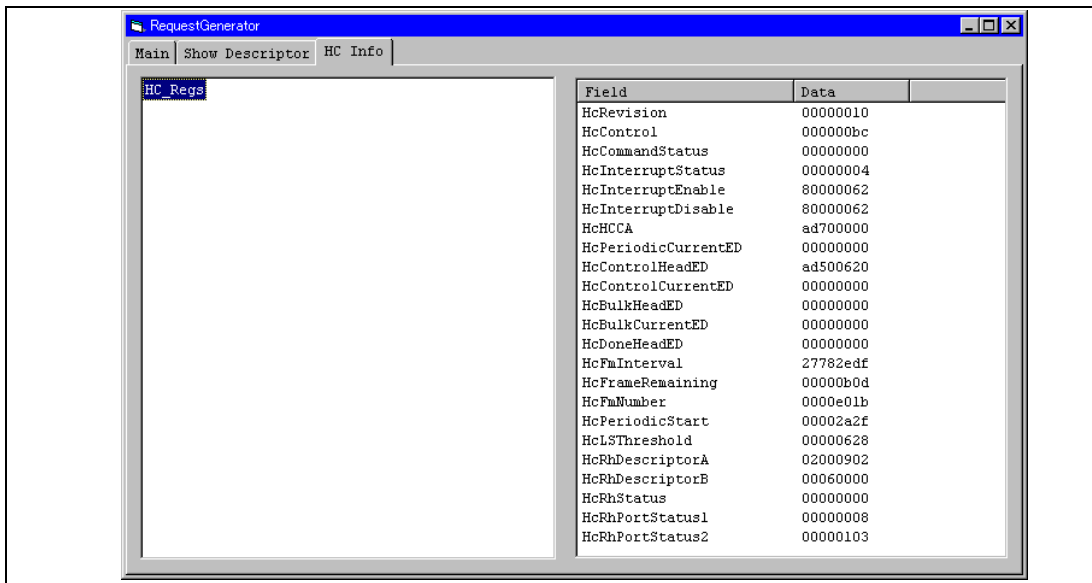 RequestGenerator
Main Show Descriptor HC Info
HC_Regs
Field Data
HcRevision 00000010
HcControl 000000bc
HcCommandStatus 00000000
HcInterruptStatus 00000004
HcInterruptEnable 80000062
HcInterruptDisable 80000062
HcHCCA ad700000
HcPeriodicCurrentED 00000000
HcControlHeadED ad500620
HcControlCurrentED 00000000
HcBulkHeadED 00000000
HcBulkCurrentED 00000000
HcDoneHeadED 00000000
HcFmInterval 27782edf
HcFrameRemaining 00000b0d
HcFmNumber 0000e01b
HcPeriodicStart 00002a2f
HcLSThreshold 00000628
HcRhDescriptorA 02000902
HcRhDescriptorB 00060000
HcRhStatus 00000000
HcRhPortStatus1 00000008
HcRhPortStatus2 00000103